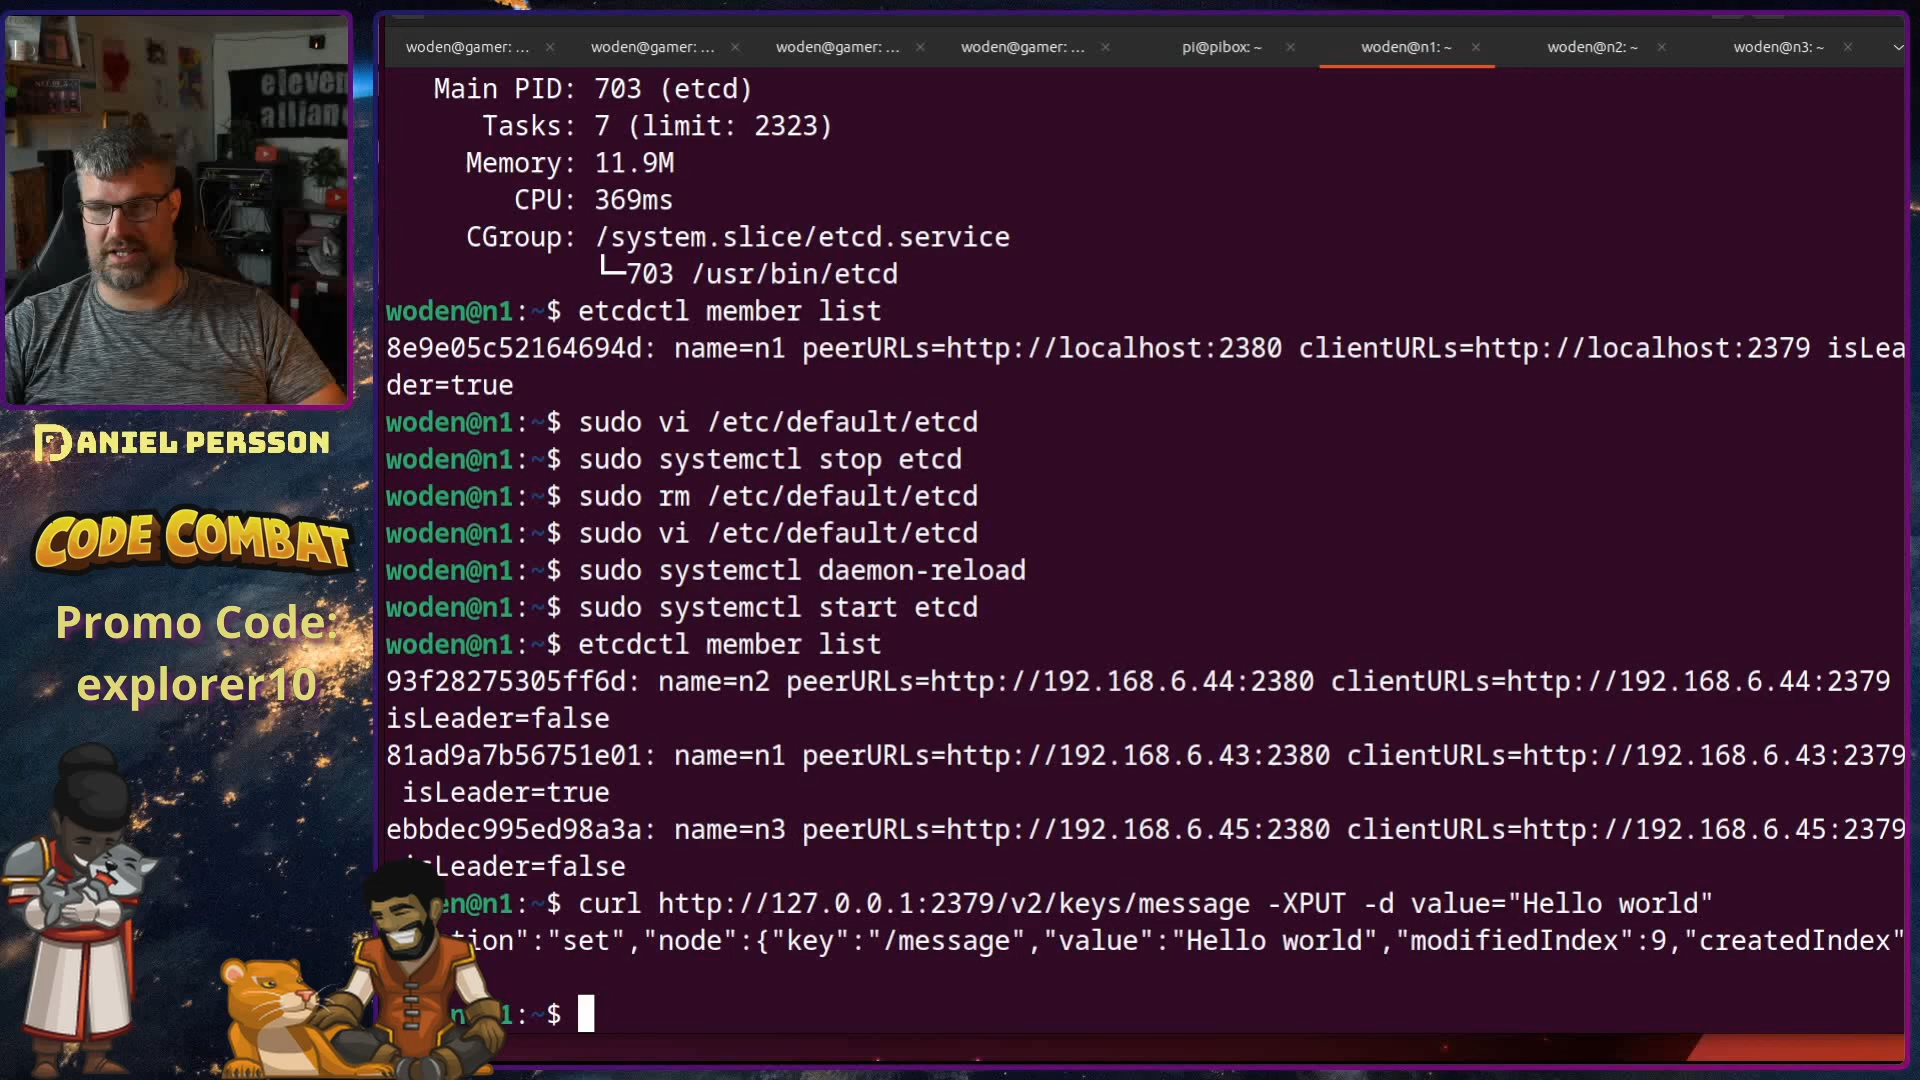 woden@gamer: ...
woden@gamer: ...
woden@gamer: ...
woden@gamer: ...
pi@pibox: ~
woden@n1: ~
woden@n2: ~
woden@n3: ~
Main PID: 703 (etcd)
Tasks: 7 (limit: 2323)
Memory: 11.9M
CPU: 369ms
CGroup: /system.slice/etcd.service
└─703 /usr/bin/etcd
woden@n1:~$ etcdctl member list
8e9e05c52164694d: name=n1 peerURLs=http://localhost:2380 clientURLs=http://localhost:2379 isLea
der=true
woden@n1:~$ sudo vi /etc/default/etcd
woden@n1:~$ sudo systemctl stop etcd
woden@n1:~$ sudo rm /etc/default/etcd
woden@n1:~$ sudo vi /etc/default/etcd
woden@n1:~$ sudo systemctl daemon-reload
woden@n1:~$ sudo systemctl start etcd
woden@n1:~$ etcdctl member list
93f28275305ff6d: name=n2 peerURLs=http://192.168.6.44:2380 clientURLs=http://192.168.6.44:2379
isLeader=false
81ad9a7b56751e01: name=n1 peerURLs=http://192.168.6.43:2380 clientURLs=http://192.168.6.43:2379
isLeader=true
ebbdec995ed98a3a: name=n3 peerURLs=http://192.168.6.45:2380 clientURLs=http://192.168.6.45:2379
isLeader=false
en@n1:~$ curl http://127.0.0.1:2379/v2/keys/message -XPUT -d value="Hello world"
tion":"set","node":{"key":"/message","value":"Hello world","modifiedIndex":9,"createdIndex"
n1:~$
eleven
allian
DANIEL PERSSON
CODE COMBAT
Promo Code:
explorer10